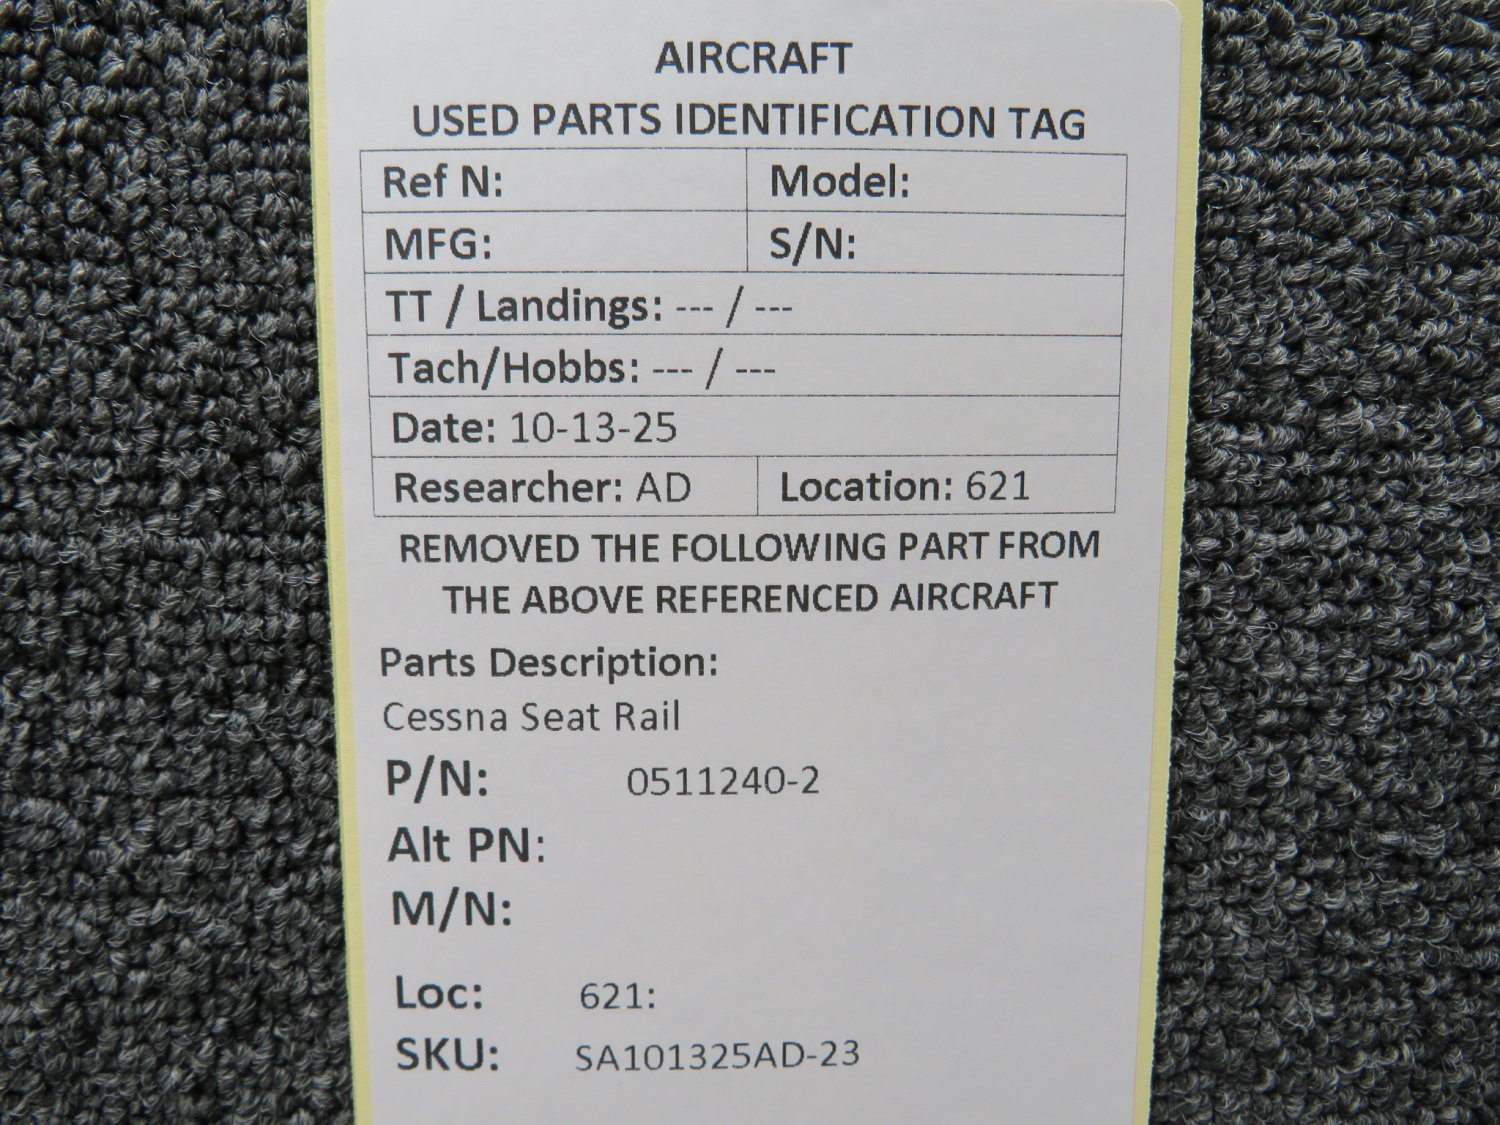 AIRCRAFT
USED PARTS IDENTIFICATION TAG
Ref N: Model:
MFG: S/N:
TT / Landings: --- / ---
Tach/Hobbs: --- / ---
Date: 10-13-25
Researcher: AD Location: 621
REMOVED THE FOLLOWING PART FROM
THE ABOVE REFERENCED AIRCRAFT
Parts Description:
Cessna Seat Rail
P/N: 0511240-2
Alt PN:
M/N:
Loc: 621:
SKU: SA101325AD-23